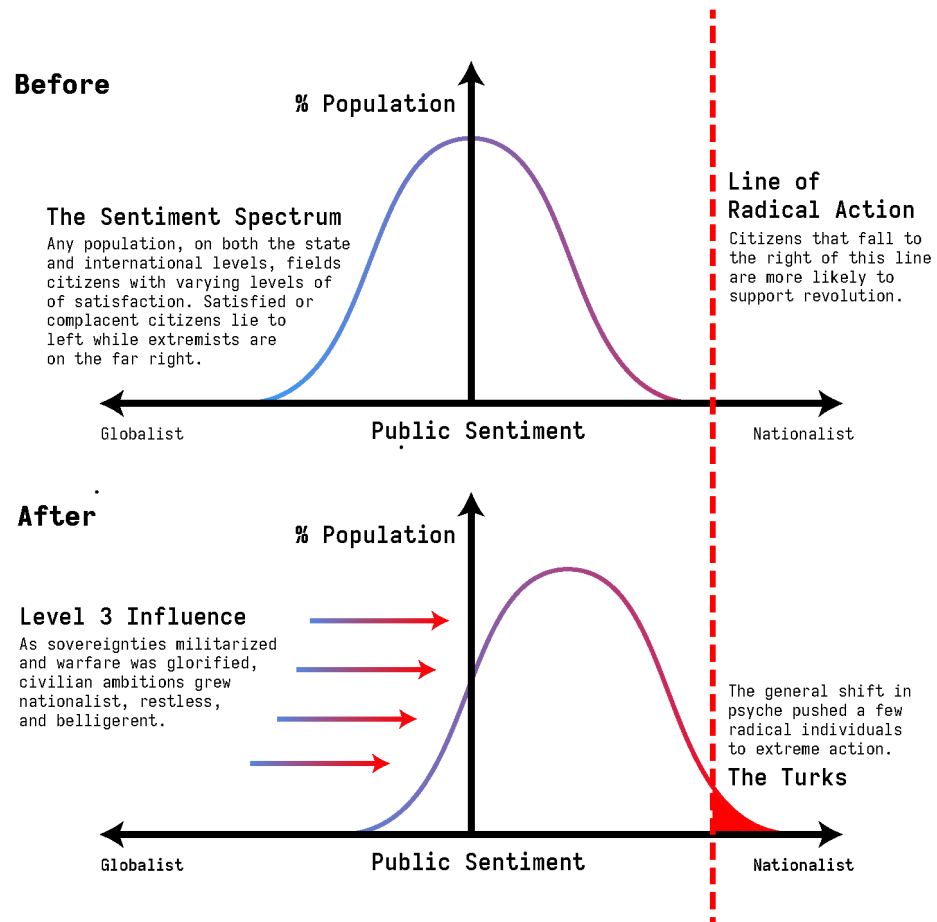 Before
% Population
The Sentiment Spectrum
Any population, on both the state
and international levels, fields
citizens with varying levels of
of satisfaction. Satisfied or
complacent citizens lie to
left while extremists are
on the far right.
Line of
Radical Action
Citizens that fall to
the right of this line
are more likely to
support revolution.
Globalist
Public Sentiment
Nationalist
After
% Population
Level 3 Influence
As sovereignties militarized
and warfare was glorified,
civilian ambitions grew
nationalist, restless,
and belligerent.
The general shift in
psyche pushed a few
radical individuals
to extreme action.
The Turks
Globalist
Public Sentiment
Nationalist